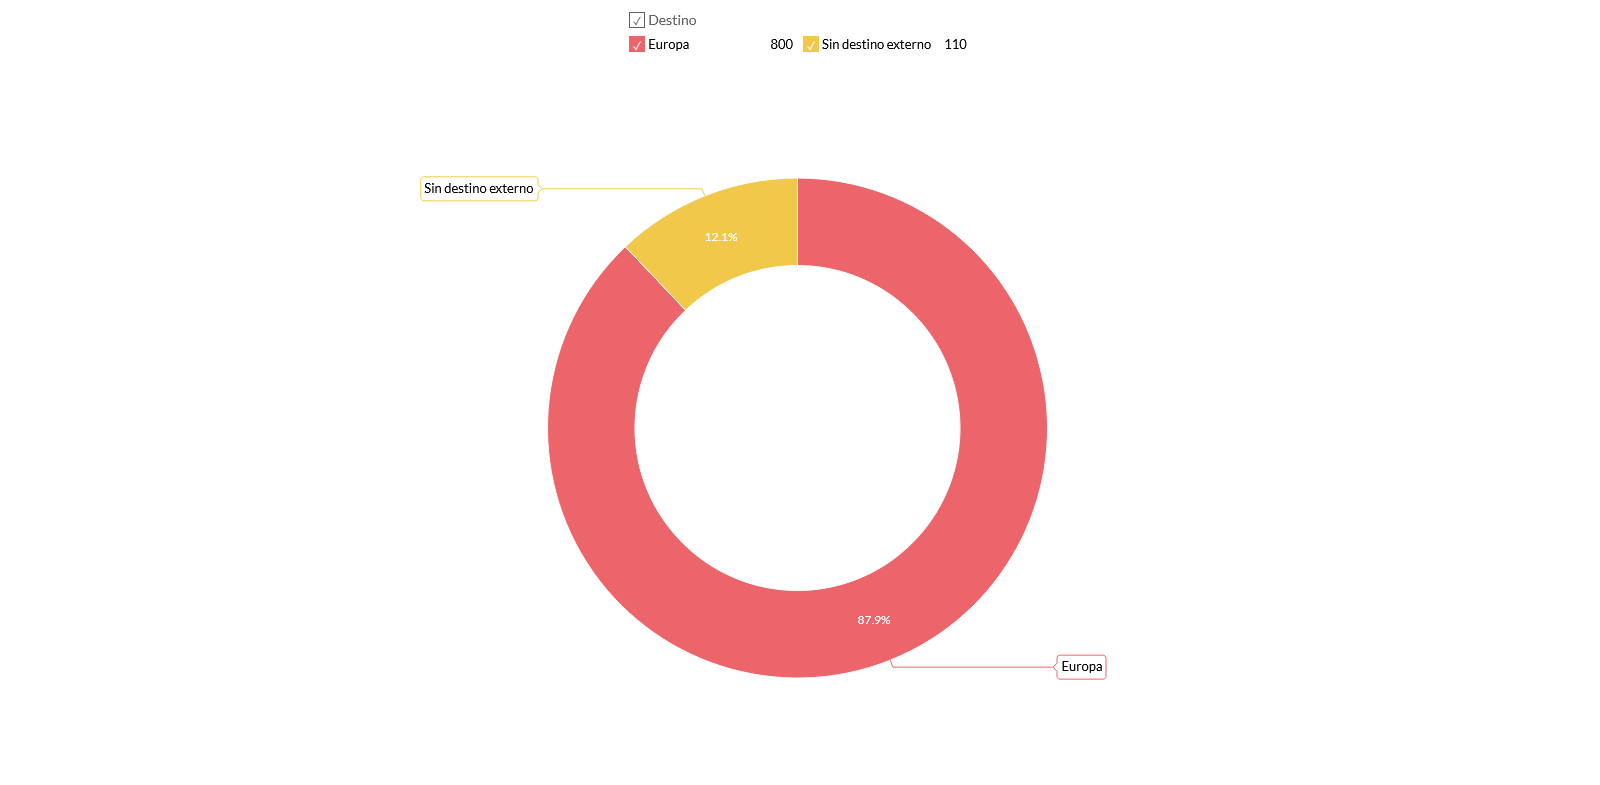 Destino
Europa 800 Sin destino externo 110
Sin destino externo
12.1%
87.9%
Europa